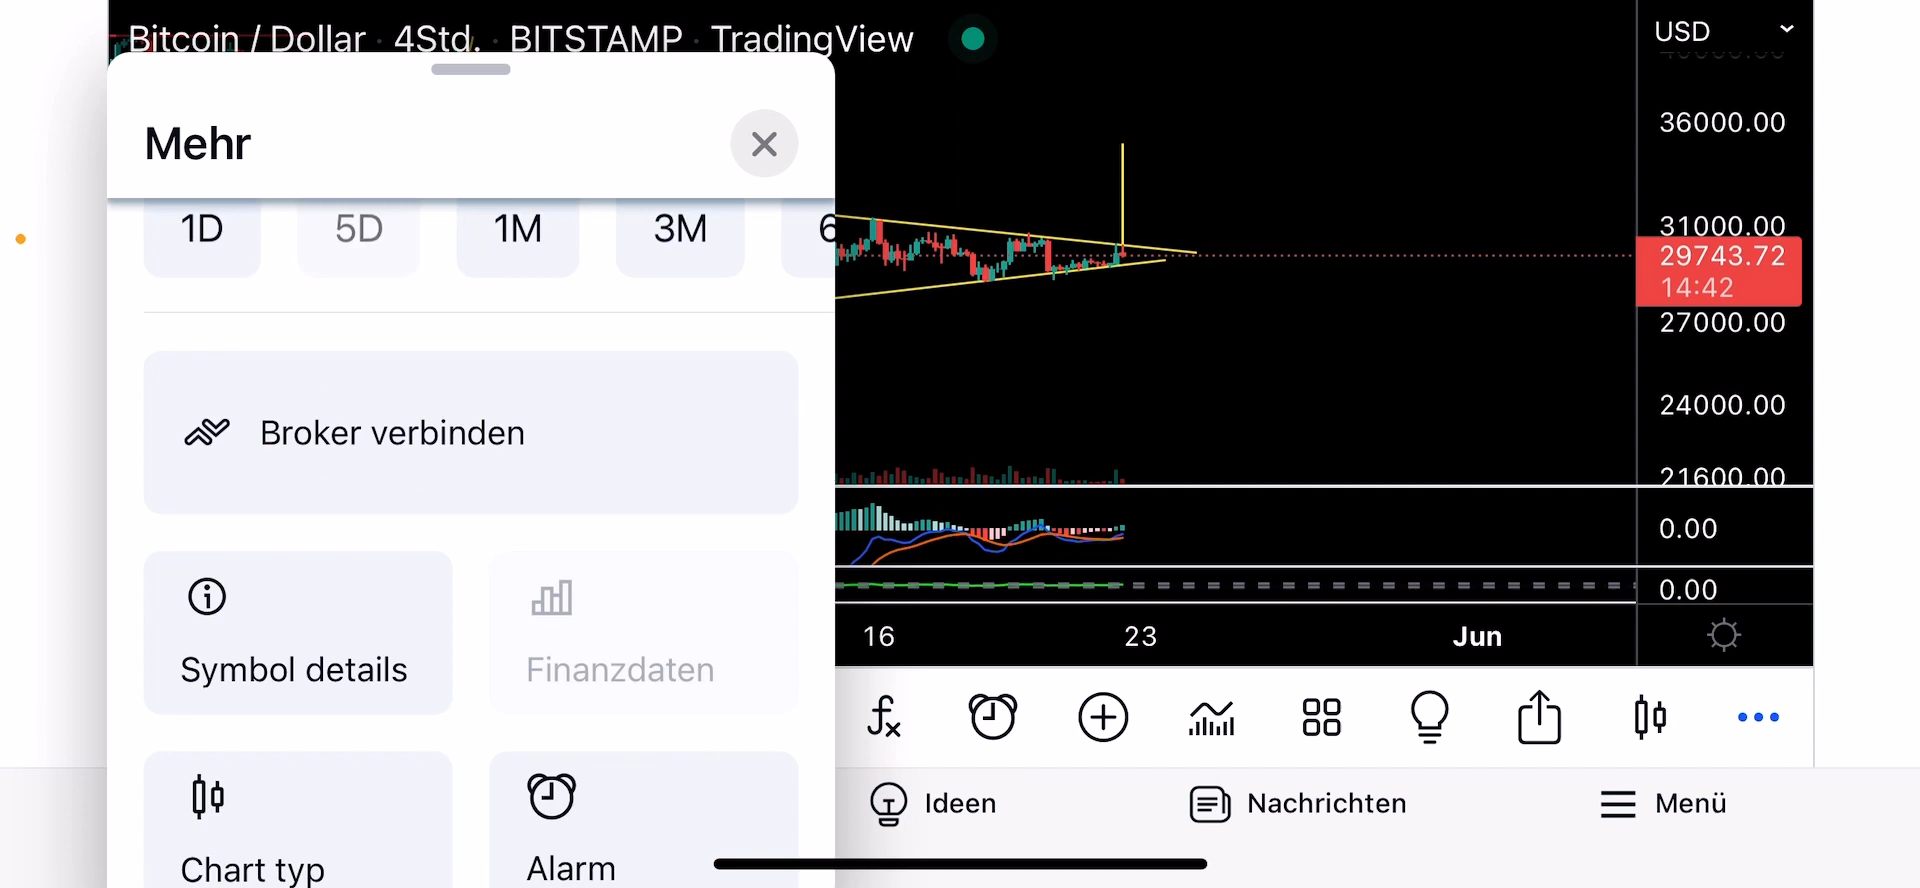 Bitcoin / Dollar · 4Std. · BITSTAMP · TradingView
USD
Mehr
1D
5D
1M
3M
Broker verbinden
Symbol details
Finanzdaten
Chart typ
Alarm
36000.00
31000.00
29743.72
14:42
27000.00
24000.00
21600.00
0.00
0.00
16
23
Jun
Ideen
Nachrichten
Menü